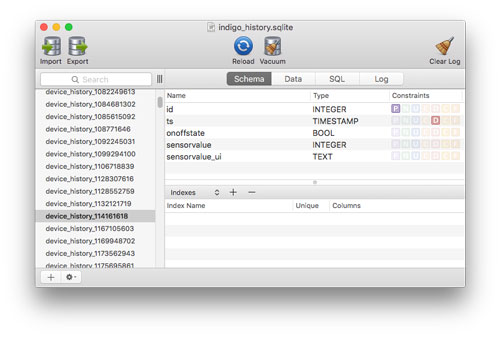 indigo_history.sqlite
Import Export Reload Vacuum Clear Log
Search Schema Data SQL Log
device_history_1082249613
device_history_1084681302
device_history_1085615092
device_history_108771646
device_history_1092245031
device_history_1099294100
device_history_1106718839
device_history_1128307616
device_history_1128552759
device_history_1132121719
device_history_114161618
device_history_1167105603
device_history_1169948702
device_history_1173562943
device_history_1175695861
Name Type Constraints
id INTEGER P
ts TIMESTAMP D
onoffstate BOOL
sensorvalue INTEGER
sensorvalue_ui TEXT
Indexes
Index Name Unique Columns